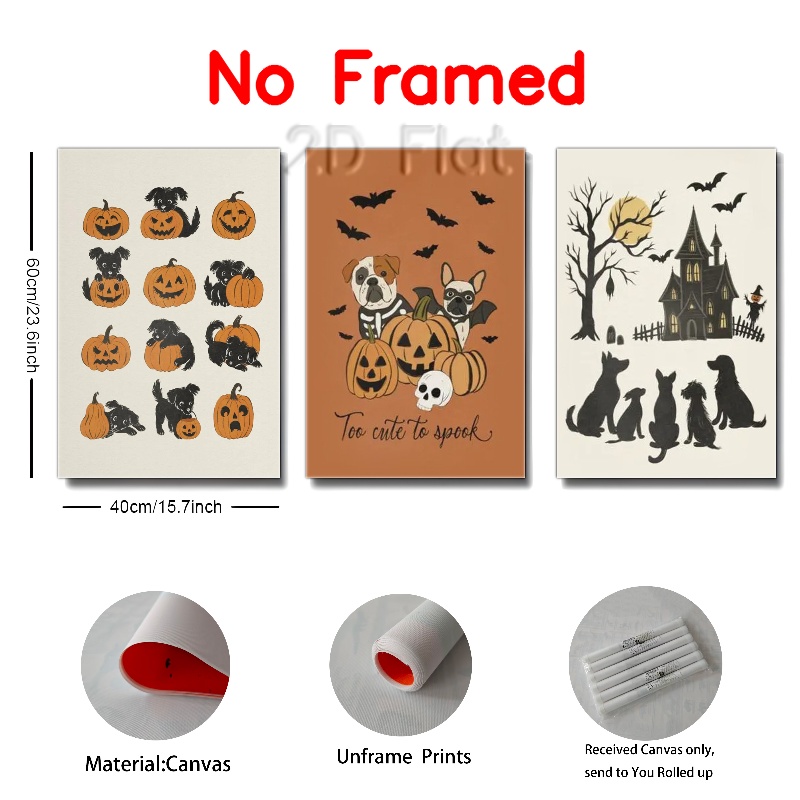 No Framed
2D Flat
60cm/23.6inch
Too cute to spook
40cm/15.7inch
Material:Canvas
Unframe Prints
Received Canvas only,
send to You Rolled up